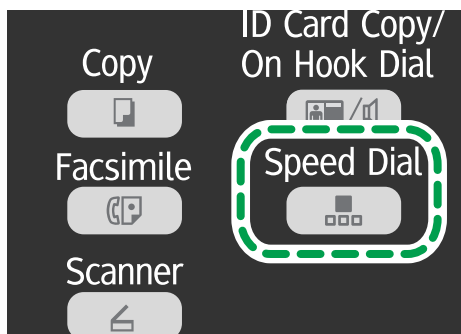 ID Card Copy/
Copy
On Hook Dial
Facsimile
Speed Dial
Scanner